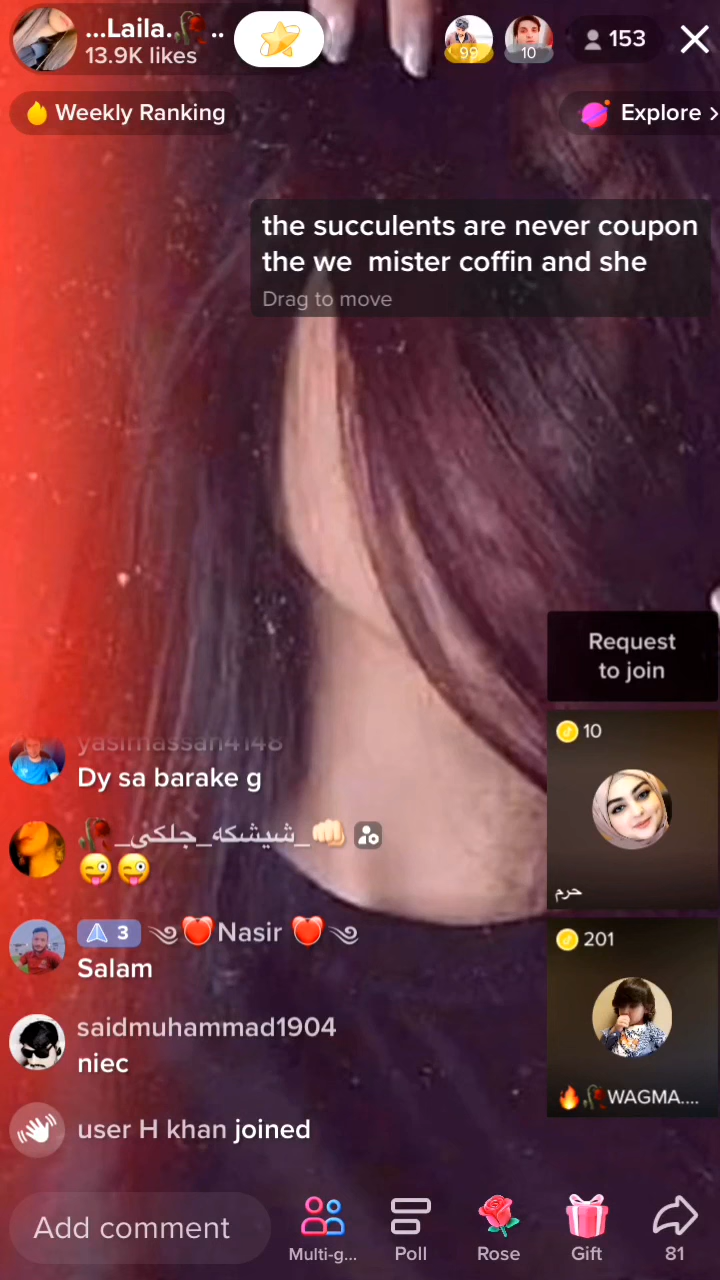 ...Laila.🥀..
13.9K likes
99
10
153
Weekly Ranking
Explore >
the succulents are never coupon
the we mister coffin and she
Drag to move
Request
to join
10
حرم
201
🔥🥀WAGMA....
yasirhassan4148
Dy sa barake g
🥀_شیشکه_جلکۍ_👊🏻
😜😜
3 ༄❤️Nasir ❤️༄
Salam
saidmuhammad1904
niec
user H khan joined
Add comment
Multi-g...
Poll
Rose
Gift
81